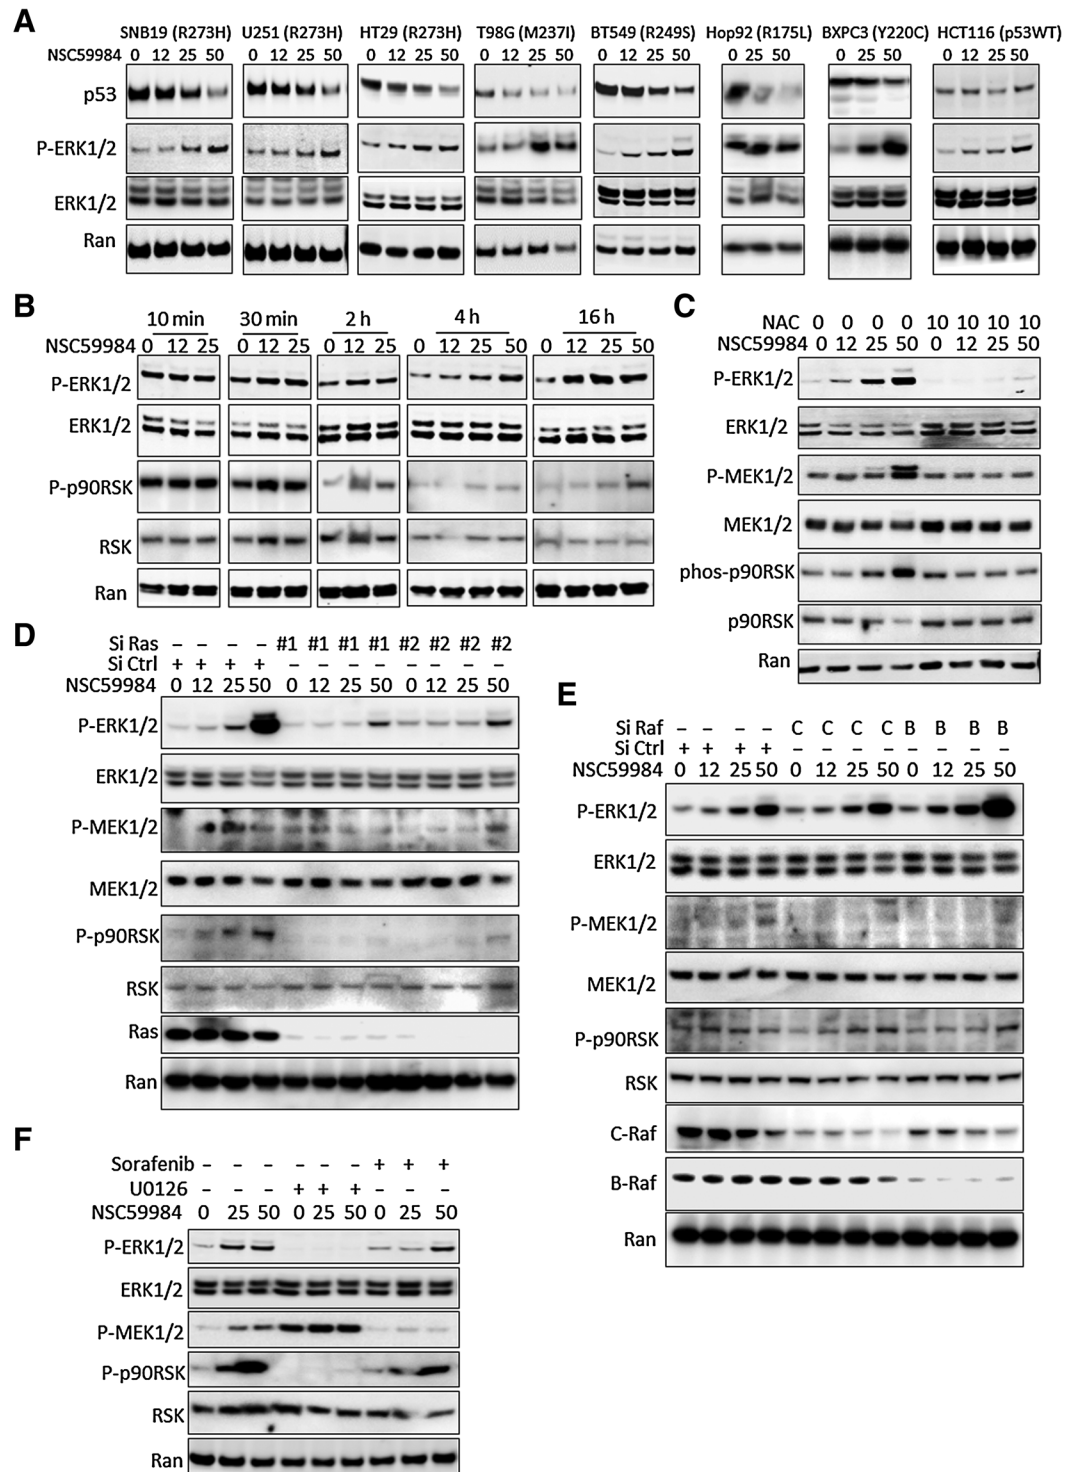 A
SNB19 (R273H) U251 (R273H) HT29 (R273H) T98G (M237I) BT549 (R249S) Hop92 (R175L) BXPC3 (Y220C) HCT116 (p53WT)
NSC59984 0 12 25 50 0 12 25 50 0 12 25 50 0 12 25 50 0 12 25 50 0 25 50 0 25 50 0 12 25 50
p53
P-ERK1/2
ERK1/2
Ran
B
10 min 30 min 2 h 4 h 16 h
NSC59984 0 12 25 0 12 25 0 12 25 0 12 25 50 0 12 25 50
P-ERK1/2
ERK1/2
P-p90RSK
RSK
Ran
C
NAC 0 0 0 0 10 10 10 10
NSC59984 0 12 25 50 0 12 25 50
P-ERK1/2
ERK1/2
P-MEK1/2
MEK1/2
phos-p90RSK
p90RSK
Ran
D
Si Ras – – – – #1 #1 #1 #1 #2 #2 #2 #2
Si Ctrl + + + + – – – – – – – –
NSC59984 0 12 25 50 0 12 25 50 0 12 25 50
P-ERK1/2
ERK1/2
P-MEK1/2
MEK1/2
P-p90RSK
RSK
Ras
Ran
E
Si Raf – – – – C C C C B B B B
Si Ctrl + + + + – – – – – – – –
NSC59984 0 12 25 50 0 12 25 50 0 12 25 50
P-ERK1/2
ERK1/2
P-MEK1/2
MEK1/2
P-p90RSK
RSK
C-Raf
B-Raf
Ran
F
Sorafenib – – – – – – + + +
U0126 – – – + + + – – –
NSC59984 0 25 50 0 25 50 0 25 50
P-ERK1/2
ERK1/2
P-MEK1/2
P-p90RSK
RSK
Ran